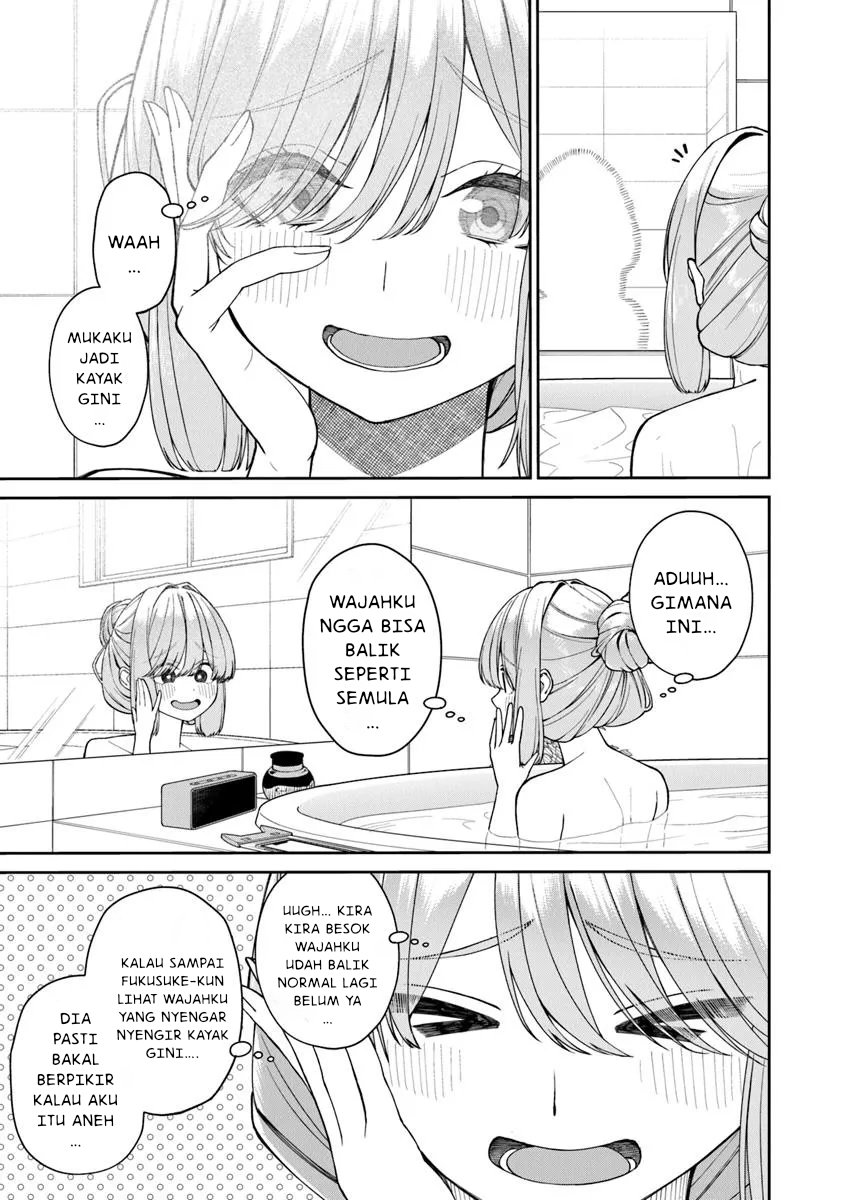 WAAH
...
MUKAKU
JADI
KAYAK
GINI
...
ADUUH...
GIMANA
INI...
WAJAHKU
NGGA BISA
BALIK
SEPERTI
SEMULA
...
UUGH... KIRA
KIRA BESOK
WAJAHKU
UDAH BALIK
NORMAL LAGI
BELUM YA
...
KALAU SAMPAI
FUKUSUKE-KUN
LIHAT WAJAHKU
YANG NYENGAR
NYENGIR KAYAK
GINI....
DIA
PASTI
BAKAL
BERPIKIR
KALAU AKU
ITU ANEH
...